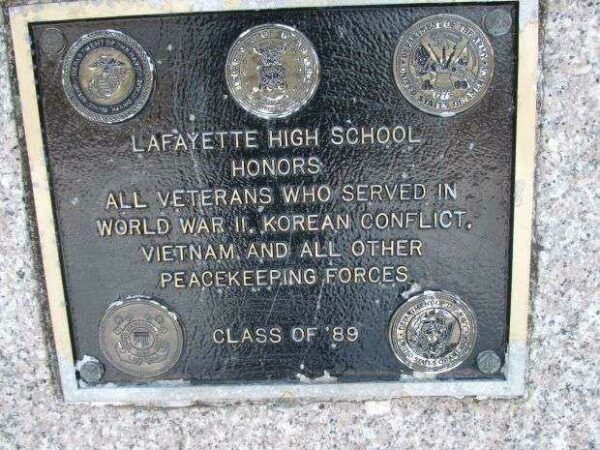 LAFAYETTE HIGH SCHOOL
HONORS
ALL VETERANS WHO SERVED IN
WORLD WAR II, KOREAN CONFLICT,
VIETNAM AND ALL OTHER
PEACEKEEPING FORCES
CLASS OF '89